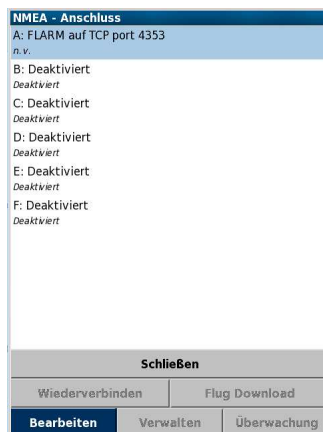 NMEA - Anschluss
A: FLARM auf TCP port 4353
n.v.
B: Deaktiviert
Deaktiviert
C: Deaktiviert
Deaktiviert
D: Deaktiviert
Deaktiviert
E: Deaktiviert
Deaktiviert
F: Deaktiviert
Deaktiviert
Schließen
Wiederverbinden Flug Download
Bearbeiten Verwalten Überwachung